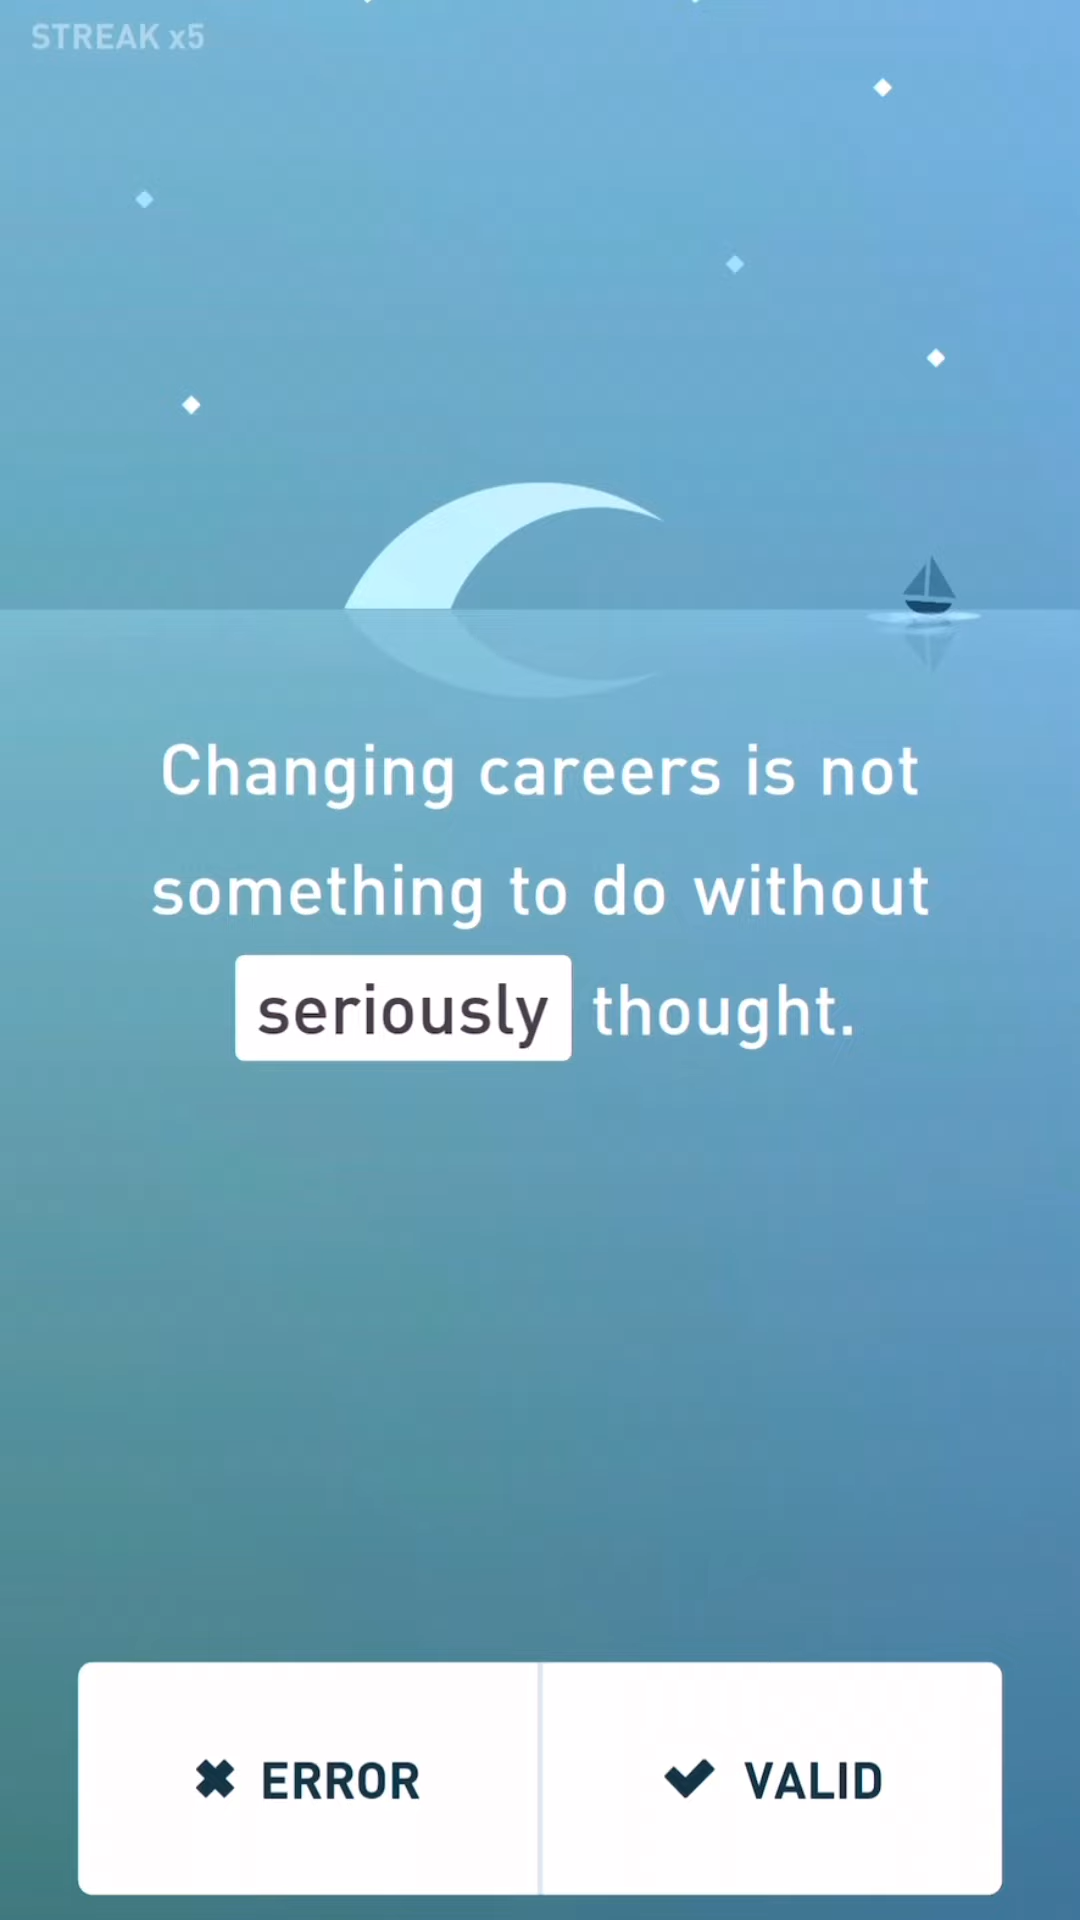 STREAK x5
Changing careers is not
something to do without
seriously thought.
✖ ERROR
✔ VALID